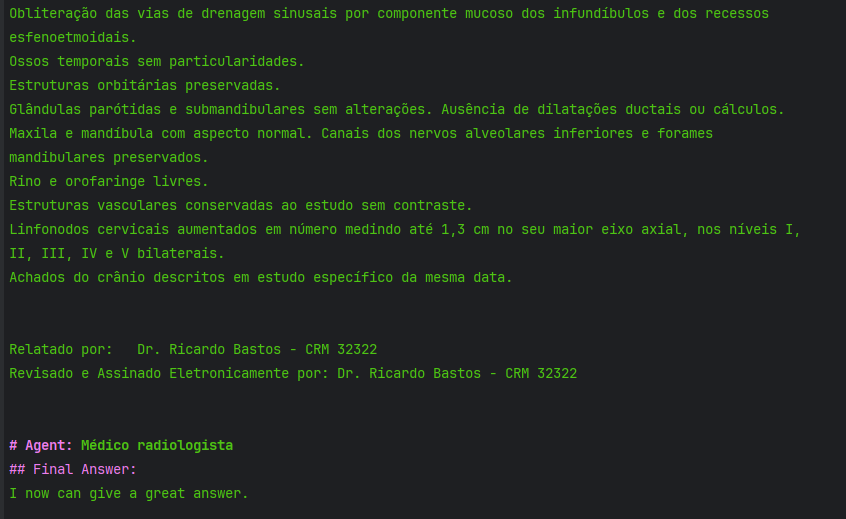 Obliteração das vias de drenagem sinusais por componente mucoso dos infundíbulos e dos recessos
esfenoetmoidais.
Ossos temporais sem particularidades.
Estruturas orbitárias preservadas.
Glândulas parótidas e submandibulares sem alterações. Ausência de dilatações ductais ou cálculos.
Maxila e mandíbula com aspecto normal. Canais dos nervos alveolares inferiores e forames
mandibulares preservados.
Rino e orofaringe livres.
Estruturas vasculares conservadas ao estudo sem contraste.
Linfonodos cervicais aumentados em número medindo até 1,3 cm no seu maior eixo axial, nos níveis I,
II, III, IV e V bilaterais.
Achados do crânio descritos em estudo específico da mesma data.
Relatado por:   Dr. Ricardo Bastos - CRM 32322
Revisado e Assinado Eletronicamente por: Dr. Ricardo Bastos - CRM 32322
# Agent: Médico radiologista
## Final Answer:
I now can give a great answer.